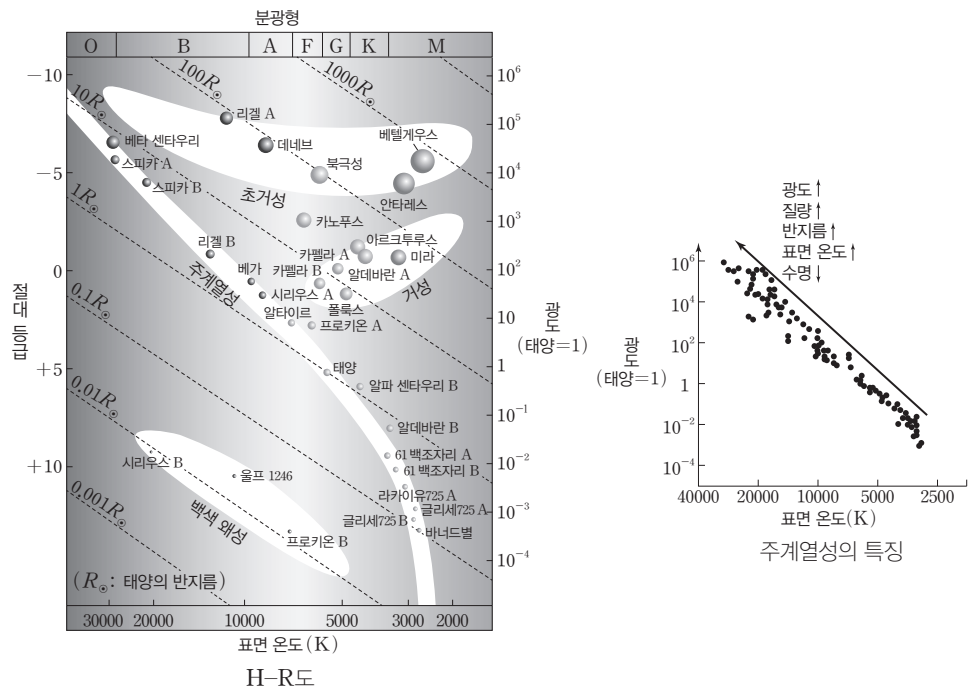 분광형
O B A F G K M
100R⊙
1000R⊙
10R⊙
1R⊙
0.1R⊙
0.01R⊙
0.001R⊙
−10
−5
0
+5
+10
절대 등급
10⁶
10⁵
10⁴
10³
10²
10
1
10⁻¹
10⁻²
10⁻³
10⁻⁴
광도
(태양=1)
리겔 A
베텔게우스
베타 센타우리
데네브
스피카 A
북극성
스피카 B
초거성
안타레스
카노푸스
아르크투루스
리겔 B
카펠라 A
미라
주계열성
베가
카펠라 B
알데바란 A
시리우스 A
거성
알타이르
폴룩스
프로키온 A
태양
알파 센타우리 B
알데바란 B
61 백조자리 A
시리우스 B
61 백조자리 B
울프 1246
라카이유725 A
글리세725 A
글리세725 B
백색 왜성
바너드별
프로키온 B
(R⊙: 태양의 반지름)
30000 20000 10000 5000 3000 2000
표면 온도(K)
H–R도
광도↑
질량↑
반지름↑
표면 온도↑
수명↓
10⁶
10⁴
10²
1
10⁻²
10⁻⁴
광도
(태양=1)
40000 20000 10000 5000 2500
표면 온도(K)
주계열성의 특징